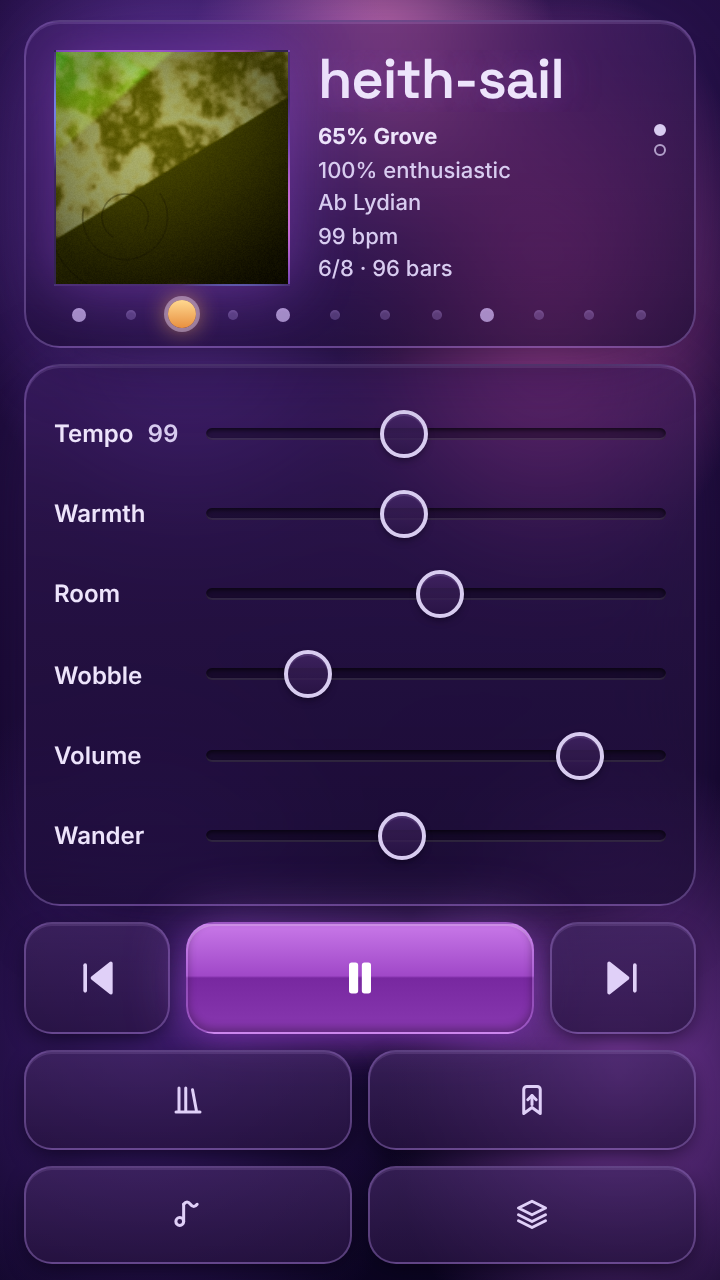 heith-sail
65% Grove
100% enthusiastic
Ab Lydian
99 bpm
6/8 · 96 bars
Tempo 99
Warmth
Room
Wobble
Volume
Wander